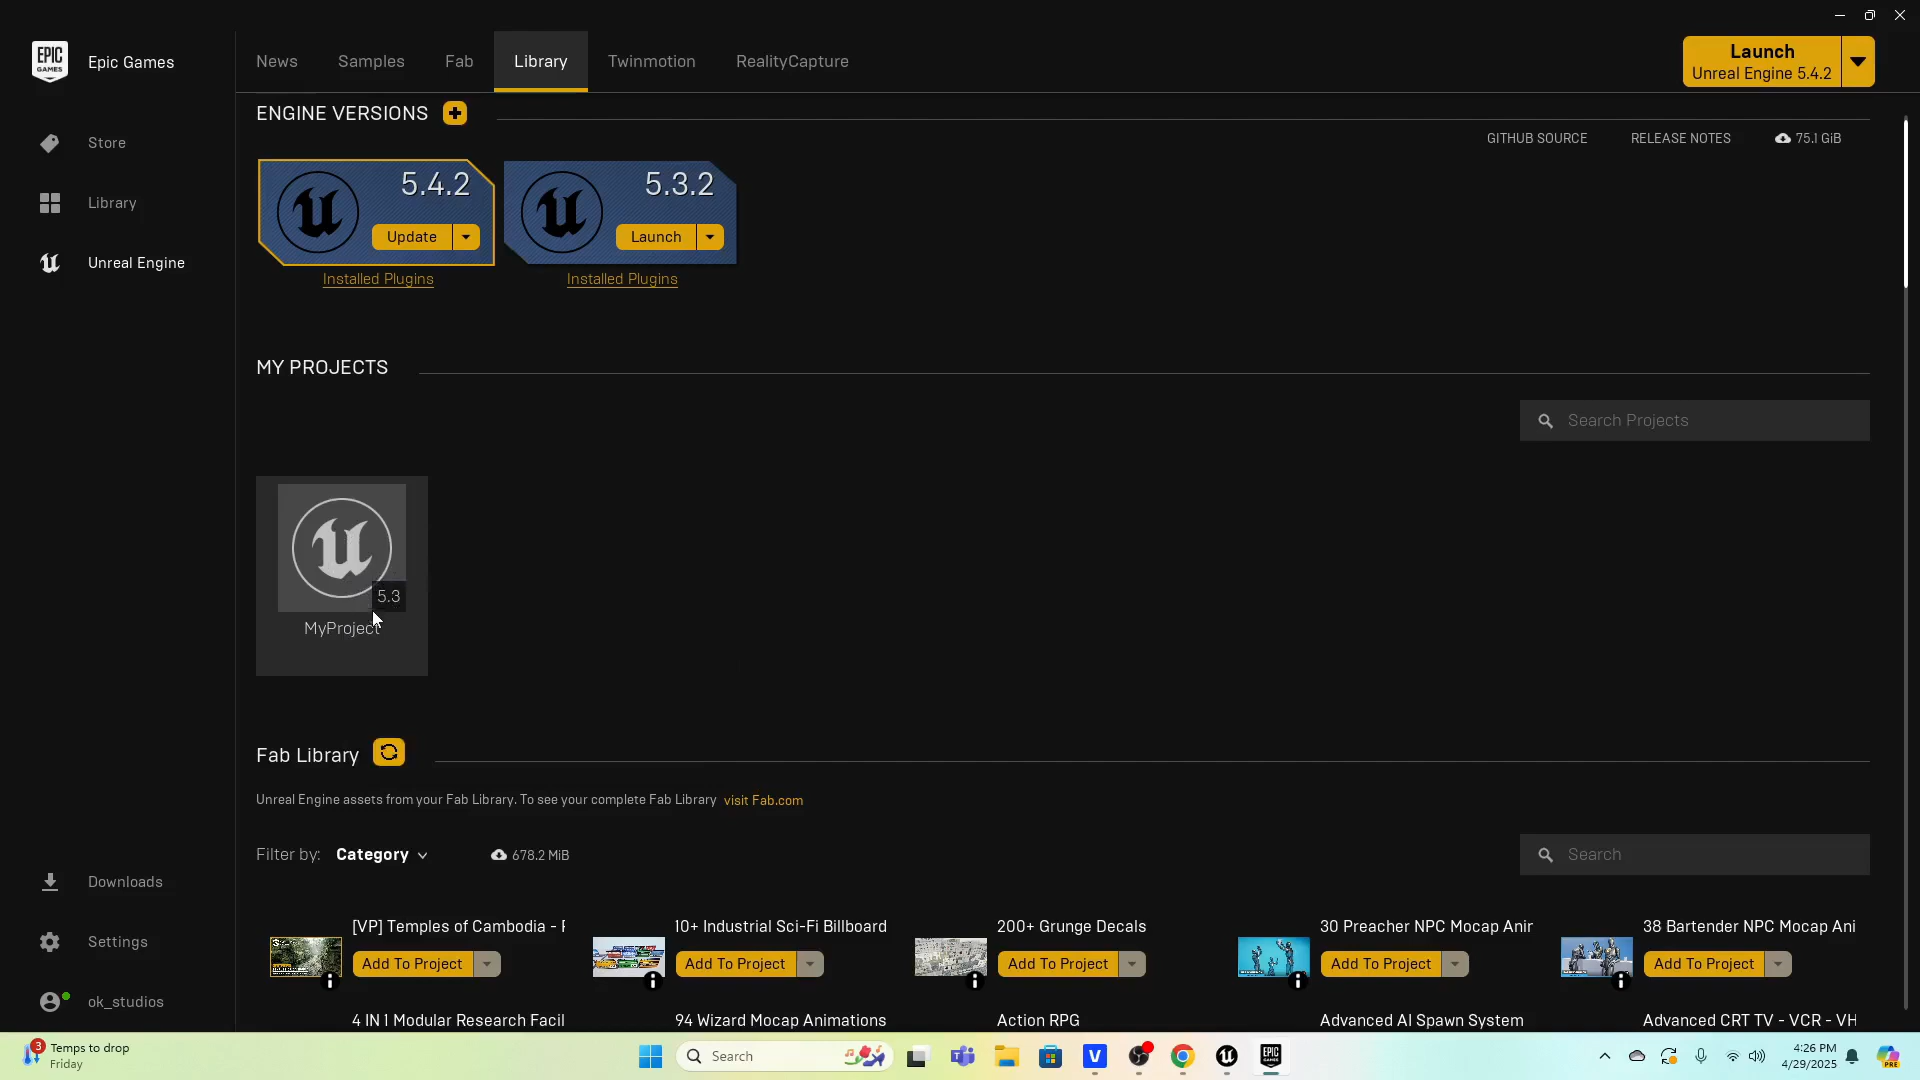 EPIC GAMES
Epic Games
News
Samples
Fab
Library
Twinmotion
RealityCapture
Launch
Unreal Engine 5.4.2
Store
Library
Unreal Engine
ENGINE VERSIONS
GITHUB SOURCE
RELEASE NOTES
75.1 GiB
5.4.2
Update
Installed Plugins
5.3.2
Launch
Installed Plugins
MY PROJECTS
Search Projects
5.3
MyProject
Fab Library
Unreal Engine assets from your Fab Library. To see your complete Fab Library visit Fab.com
Filter by: Category
678.2 MiB
Search
[VP] Temples of Cambodia -
Add To Project
10+ Industrial Sci-Fi Billboard
Add To Project
200+ Grunge Decals
Add To Project
30 Preacher NPC Mocap Anir
Add To Project
38 Bartender NPC Mocap Ani
Add To Project
4 IN 1 Modular Research Facil
94 Wizard Mocap Animations
Action RPG
Advanced AI Spawn System
Advanced CRT TV - VCR - VH
Downloads
Settings
ok_studios
3
Temps to drop
Friday
Search
V
EPIC GAMES
4:26 PM
4/29/2025
PRE